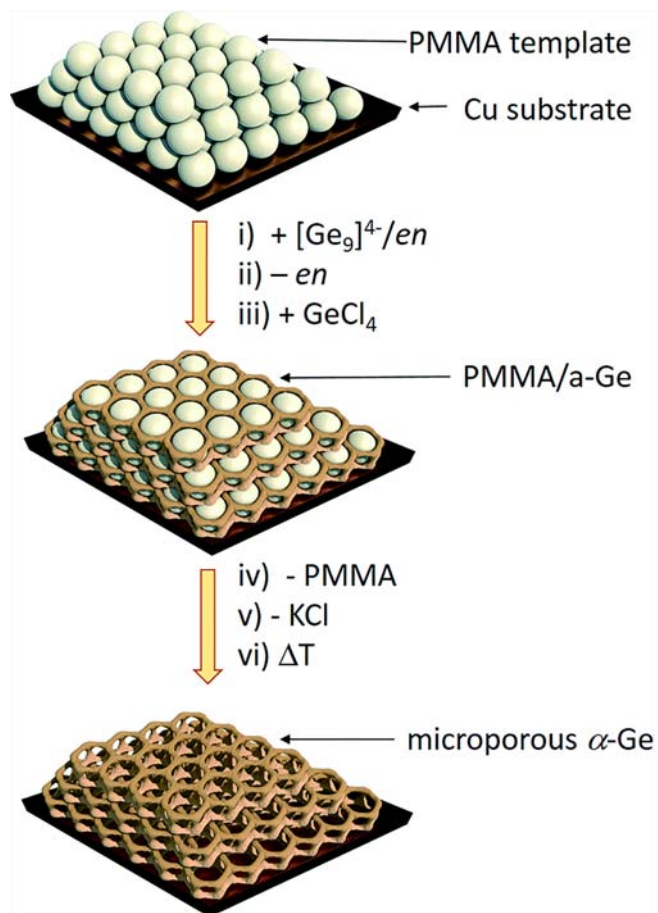 PMMA template
Cu substrate
i) + [Ge₉]⁴⁻/en
ii) – en
iii) + GeCl₄
PMMA/a-Ge
iv) - PMMA
v) - KCl
vi) ΔT
microporous α-Ge